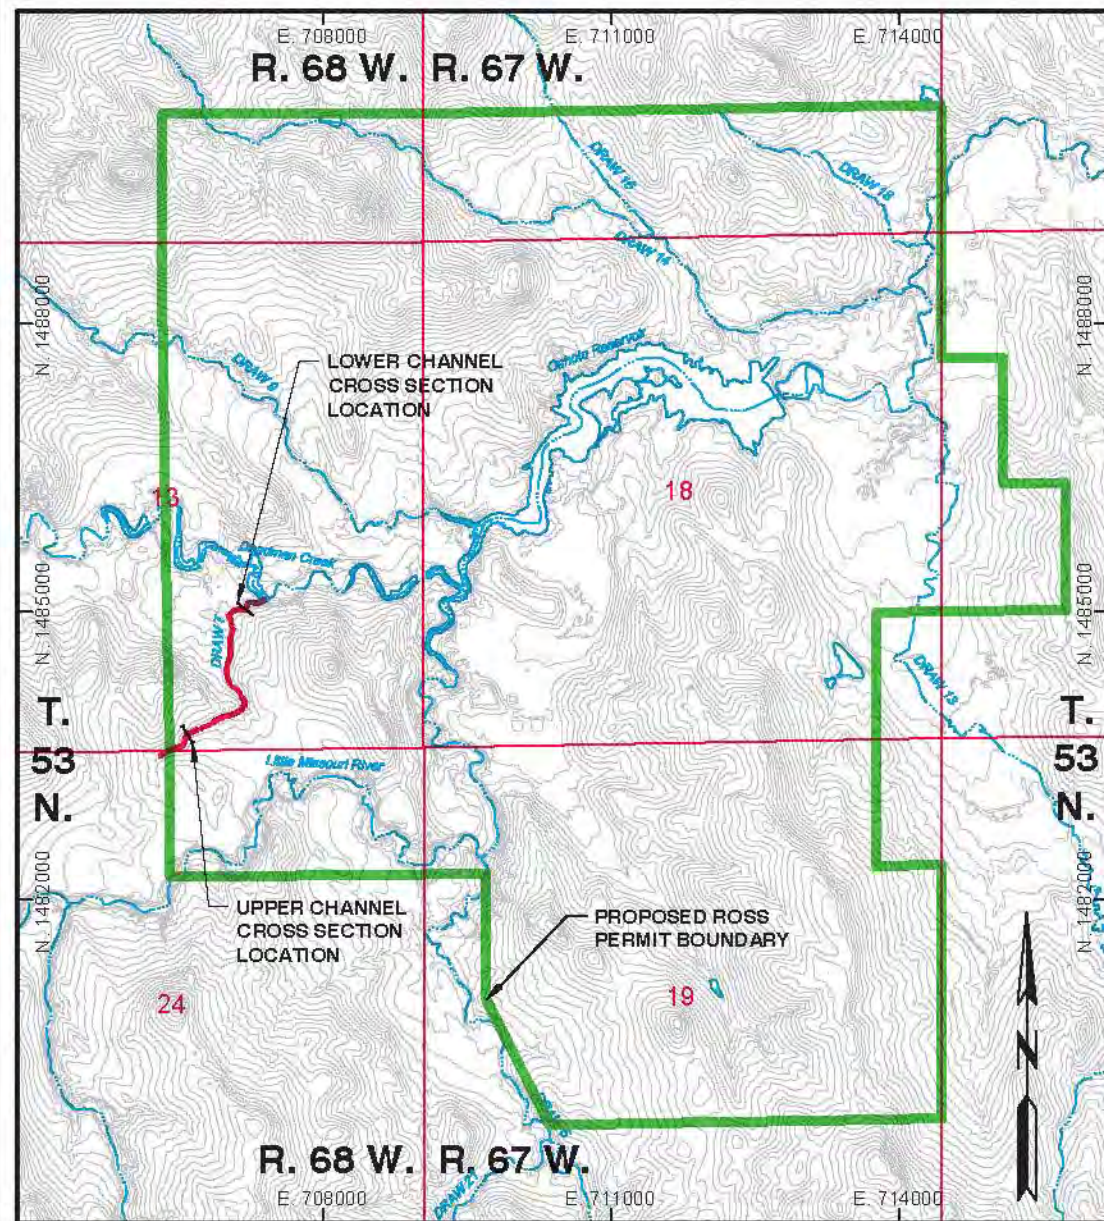 E. 708000
E. 711000
E. 714000
R. 68 W.
R. 67 W.
DRAW 16
DRAW 18
DRAW 14
N. 1488000
N. 1488000
Oshoto Reservoir
DRAW 8
LOWER CHANNEL
CROSS SECTION
LOCATION
13
18
Deadman Creek
N. 1485000
N. 1485000
DRAW 7
DRAW 13
T.
53
N.
T.
53
N.
Little Missouri River
N. 1482000
N. 1482000
UPPER CHANNEL
CROSS SECTION
LOCATION
PROPOSED ROSS
PERMIT BOUNDARY
24
19
N
R. 68 W.
R. 67 W.
DRAW 21
E. 708000
E. 711000
E. 714000